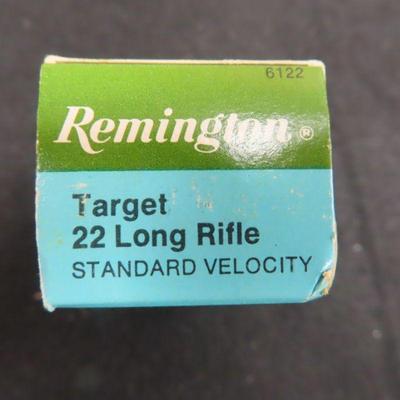 6122
Remington®
Target
22 Long Rifle
STANDARD VELOCITY